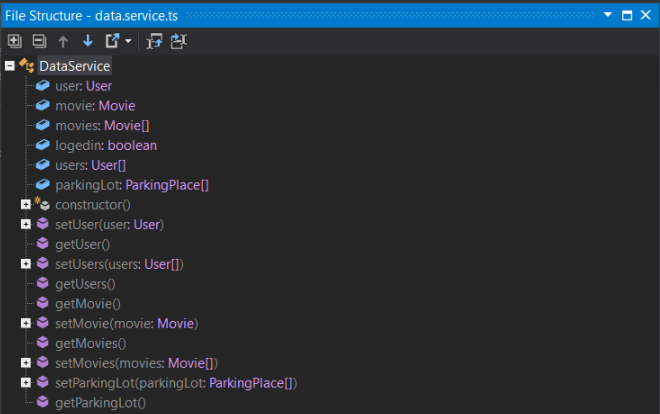 File Structure - data.service.ts
DataService
user: User
movie: Movie
movies: Movie[]
logedin: boolean
users: User[]
parkingLot: ParkingPlace[]
constructor()
setUser(user: User)
getUser()
setUsers(users: User[])
getUsers()
getMovie()
setMovie(movie: Movie)
getMovies()
setMovies(movies: Movie[])
setParkingLot(parkingLot: ParkingPlace[])
getParkingLot()